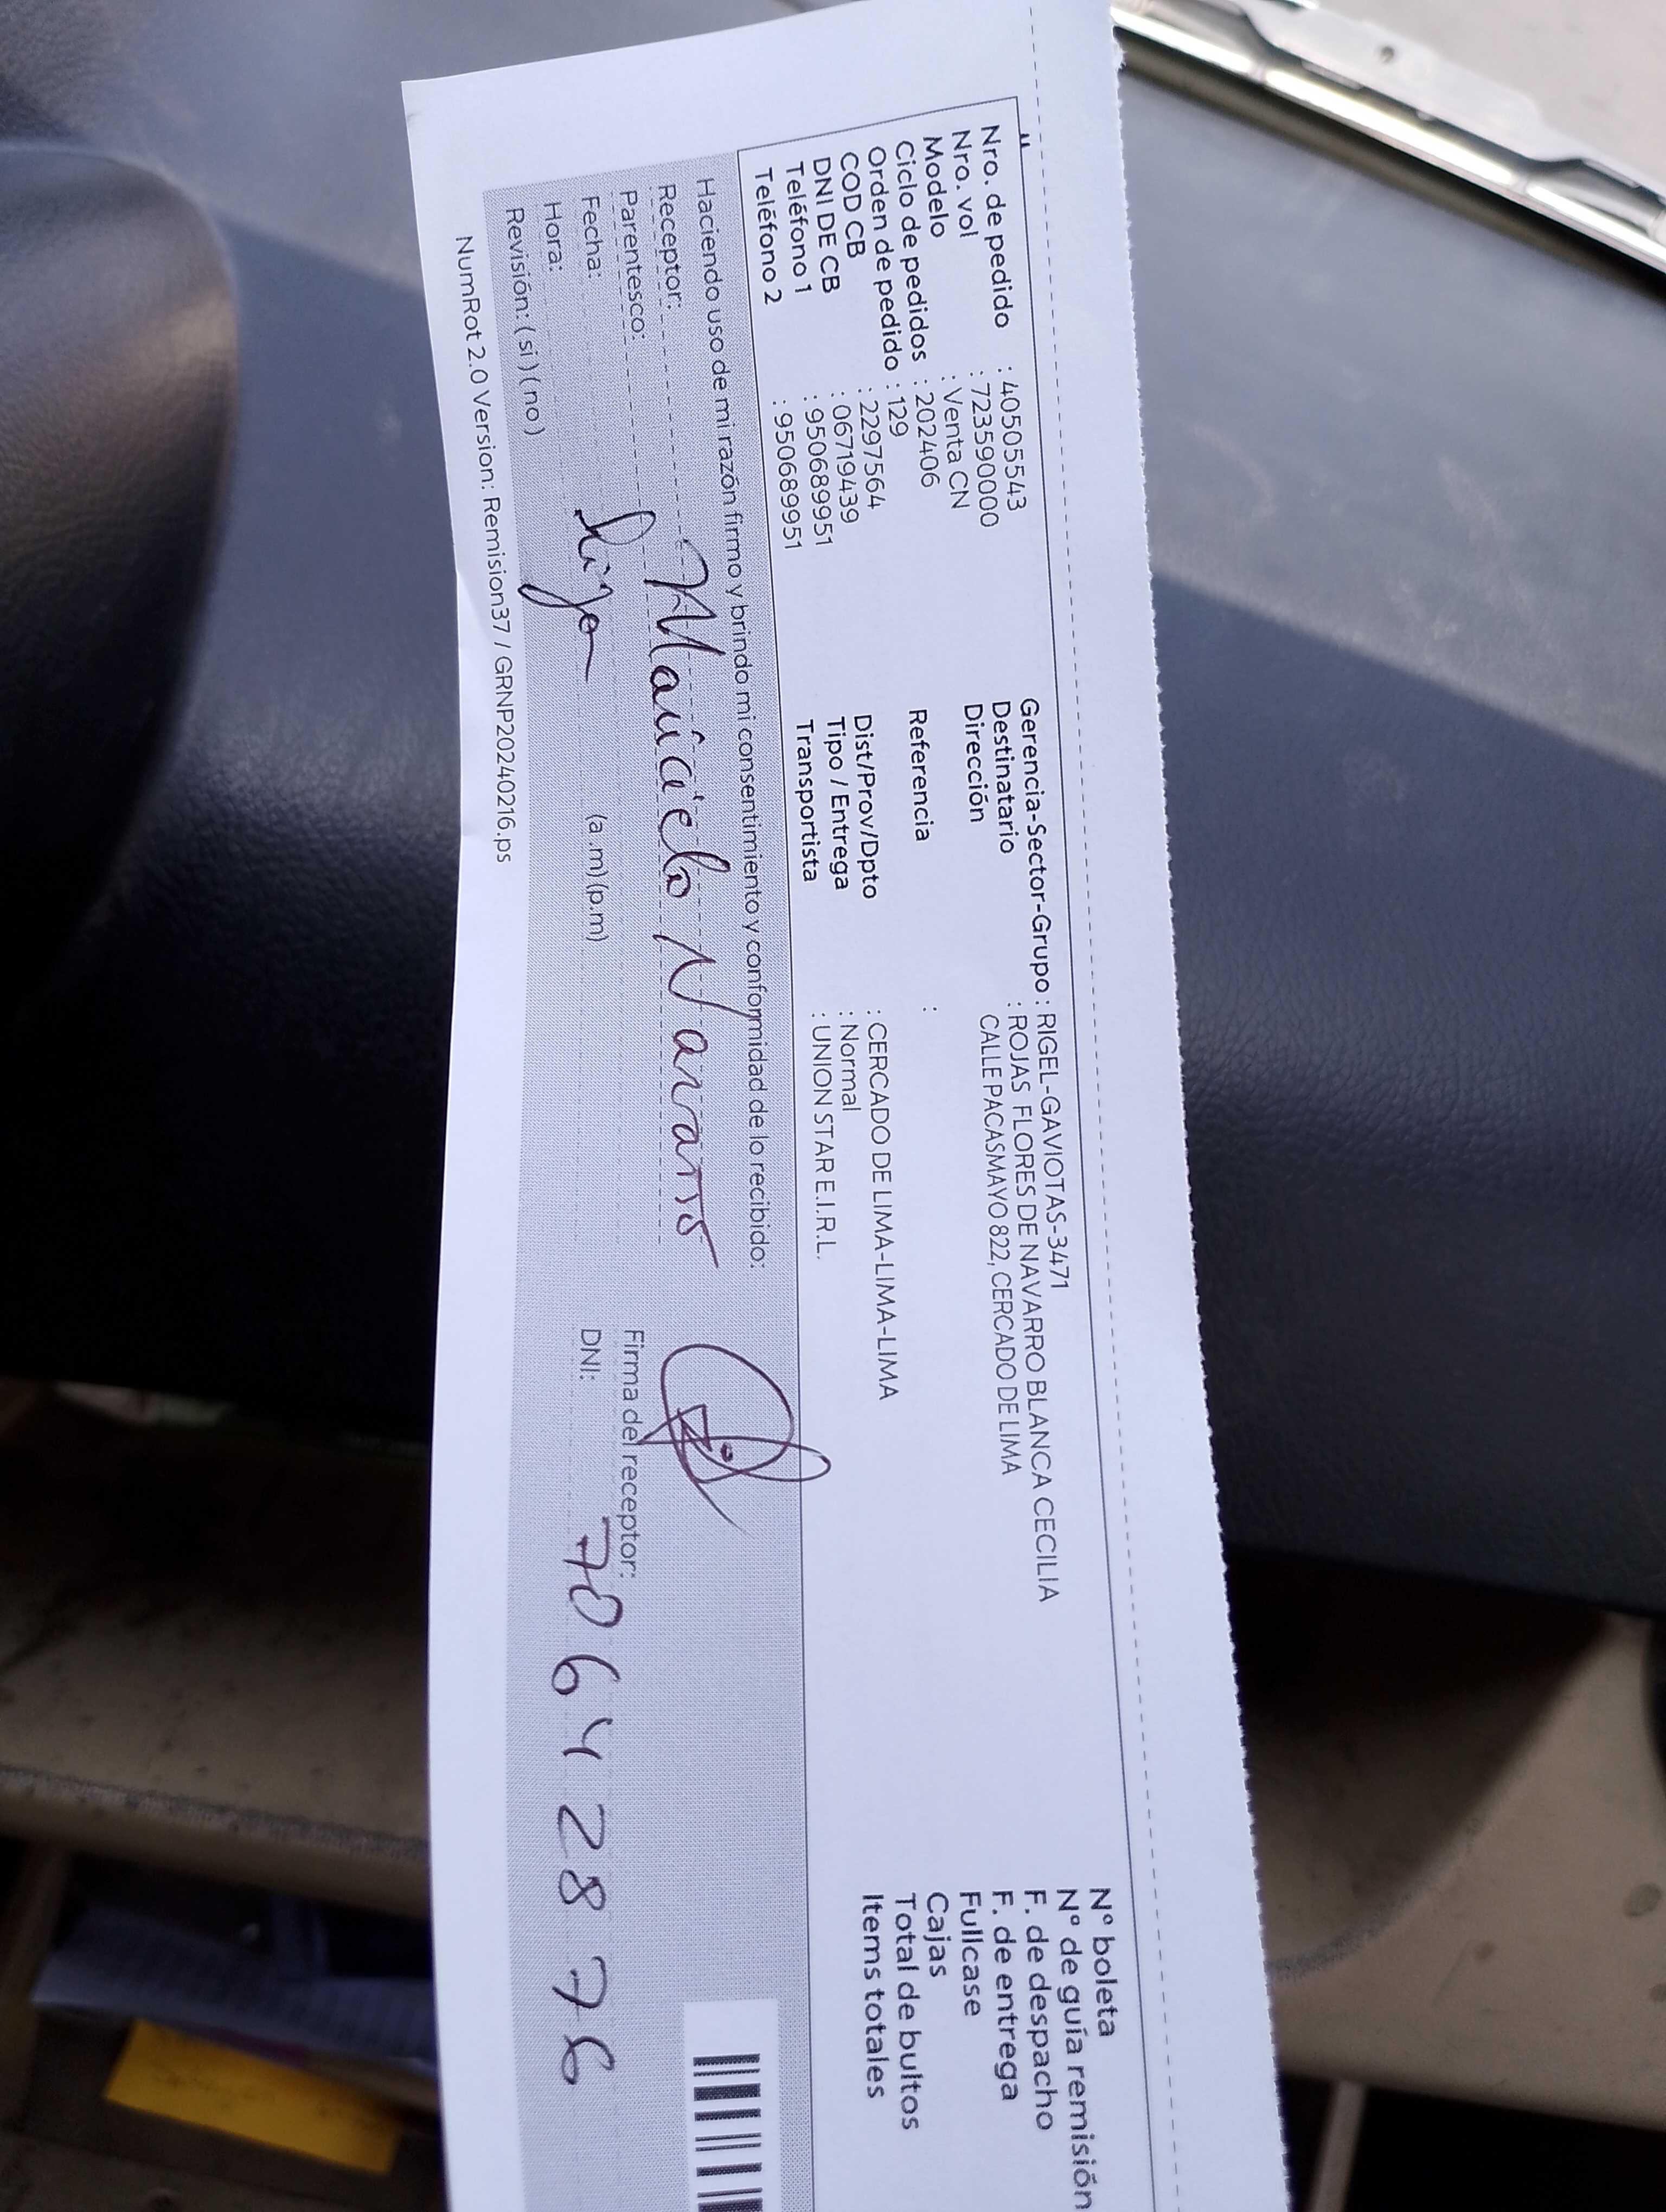 Nro. de pedido : 40505543
Nro. vol : 723590000
Modelo : Venta CN
Ciclo de pedidos : 202406
Orden de pedido : 129
COD CB : 2297564
DNI DE CB : 06719439
Teléfono 1 : 950689951
Teléfono 2 : 950689951
Gerencia-Sector-Grupo : RIGEL-GAVIOTAS-3471
Destinatario : ROJAS FLORES DE NAVARRO BLANCA CECILIA
Dirección CALLE PACASMAYO 822, CERCADO DE LIMA
Referencia :
Dist/Prov/Dpto : CERCADO DE LIMA-LIMA-LIMA
Tipo / Entrega : Normal
Transportista : UNION STAR E.I.R.L.
N° boleta
N° de guía remisión
F. de despacho
F. de entrega
Fullcase
Cajas
Total de bultos
Items totales
Haciendo uso de mi razón firmo y brindo mi consentimiento y conformidad de lo recibido:
Receptor: Navarro
Parentesco: hijo
Fecha:
Hora: (a.m) (p.m)
Revisión: ( si ) ( no )
Firma del receptor:
DNI: 70642876
NumRot 2.0 Version: Remision37 / GRNP20240216.ps